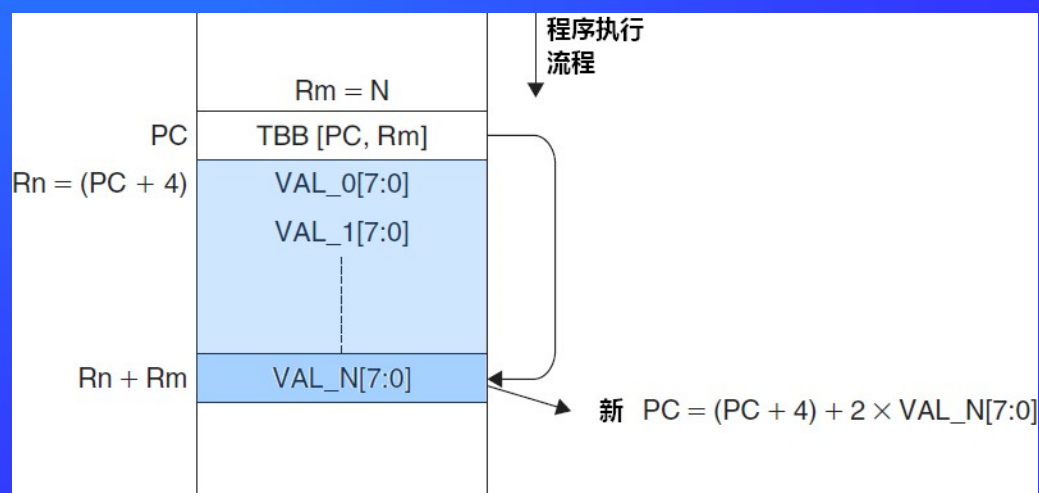 程序执行
流程
Rm = N
PC
TBB [PC, Rm]
Rn = (PC + 4)
VAL_0[7:0]
VAL_1[7:0]
Rn + Rm
VAL_N[7:0]
新 PC = (PC + 4) + 2 × VAL_N[7:0]